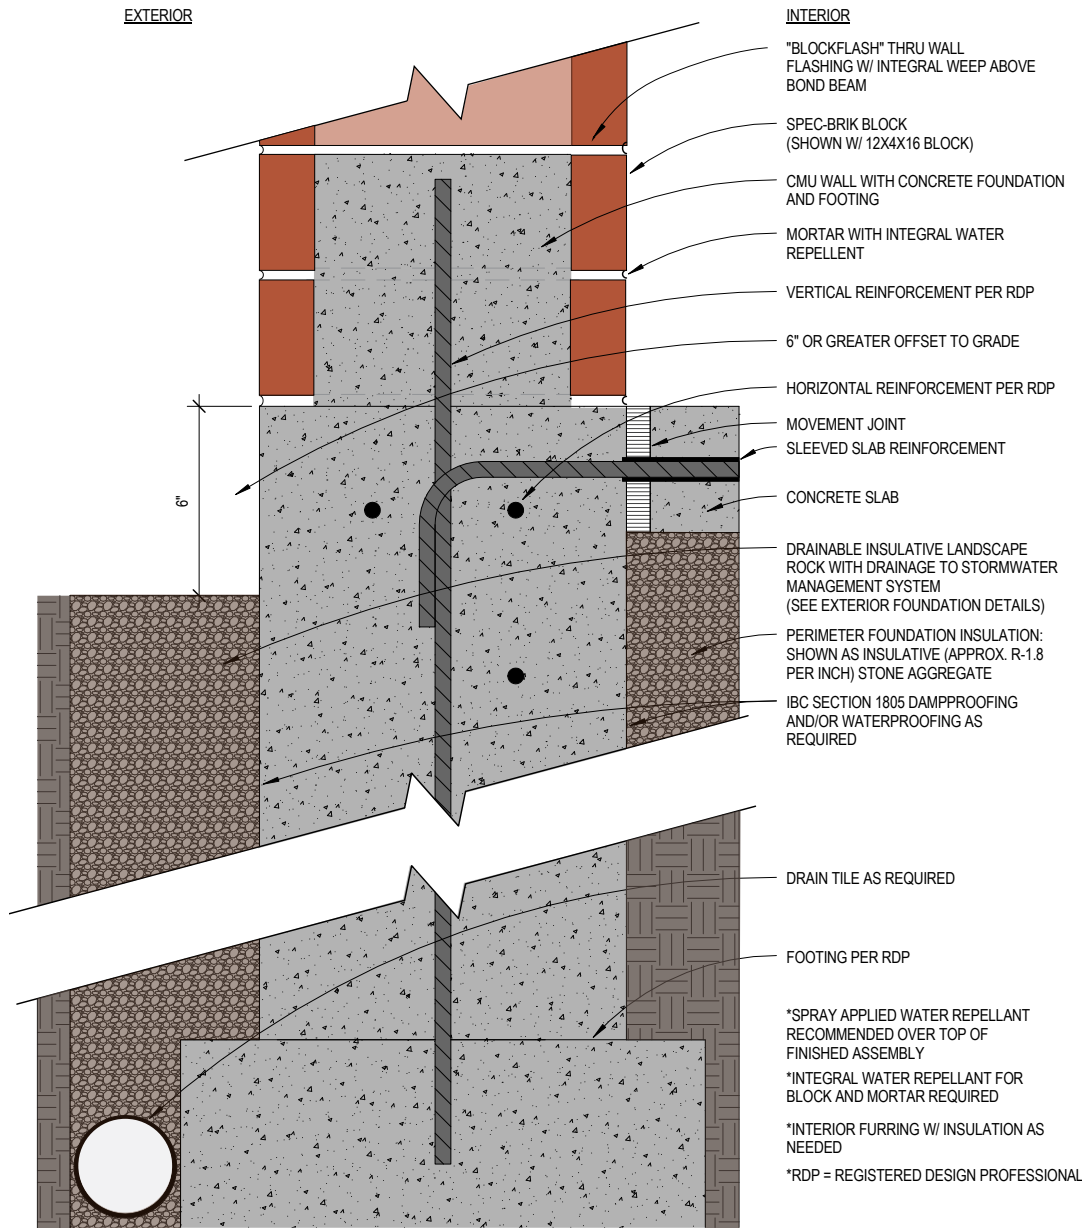 EXTERIOR
INTERIOR
"BLOCKFLASH" THRU WALL
FLASHING W/ INTEGRAL WEEP ABOVE
BOND BEAM
SPEC-BRIK BLOCK
(SHOWN W/ 12X4X16 BLOCK)
CMU WALL WITH CONCRETE FOUNDATION
AND FOOTING
MORTAR WITH INTEGRAL WATER
REPELLENT
VERTICAL REINFORCEMENT PER RDP
6" OR GREATER OFFSET TO GRADE
HORIZONTAL REINFORCEMENT PER RDP
MOVEMENT JOINT
SLEEVED SLAB REINFORCEMENT
6"
CONCRETE SLAB
DRAINABLE INSULATIVE LANDSCAPE
ROCK WITH DRAINAGE TO STORMWATER
MANAGEMENT SYSTEM
(SEE EXTERIOR FOUNDATION DETAILS)
PERIMETER FOUNDATION INSULATION:
SHOWN AS INSULATIVE (APPROX. R-1.8
PER INCH) STONE AGGREGATE
IBC SECTION 1805 DAMPPROOFING
AND/OR WATERPROOFING AS
REQUIRED
DRAIN TILE AS REQUIRED
FOOTING PER RDP
*SPRAY APPLIED WATER REPELLANT
RECOMMENDED OVER TOP OF
FINISHED ASSEMBLY
*INTEGRAL WATER REPELLANT FOR
BLOCK AND MORTAR REQUIRED
*INTERIOR FURRING W/ INSULATION AS
NEEDED
*RDP = REGISTERED DESIGN PROFESSIONAL